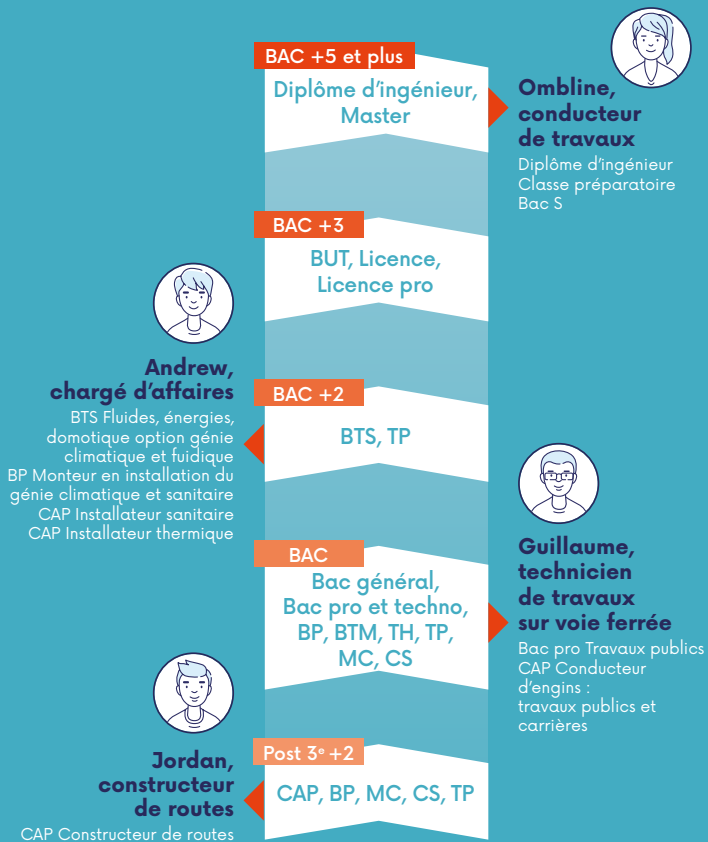 BAC +5 et plus
Diplôme d'ingénieur,
Master
Ombline,
conducteur
de travaux
Diplôme d'ingénieur
Classe préparatoire
Bac S
BAC +3
BUT, Licence,
Licence pro
Andrew,
chargé d'affaires
BTS Fluides, énergies,
domotique option génie
climatique et fuidique
BP Monteur en installation du
génie climatique et sanitaire
CAP Installateur sanitaire
CAP Installateur thermique
BAC +2
BTS, TP
BAC
Bac général,
Bac pro et techno,
BP, BTM, TH, TP,
MC, CS
Guillaume,
technicien
de travaux
sur voie ferrée
Bac pro Travaux publics
CAP Conducteur
d'engins :
travaux publics et
carrières
Jordan,
constructeur
de routes
CAP Constructeur de routes
Post 3e +2
CAP, BP, MC, CS, TP